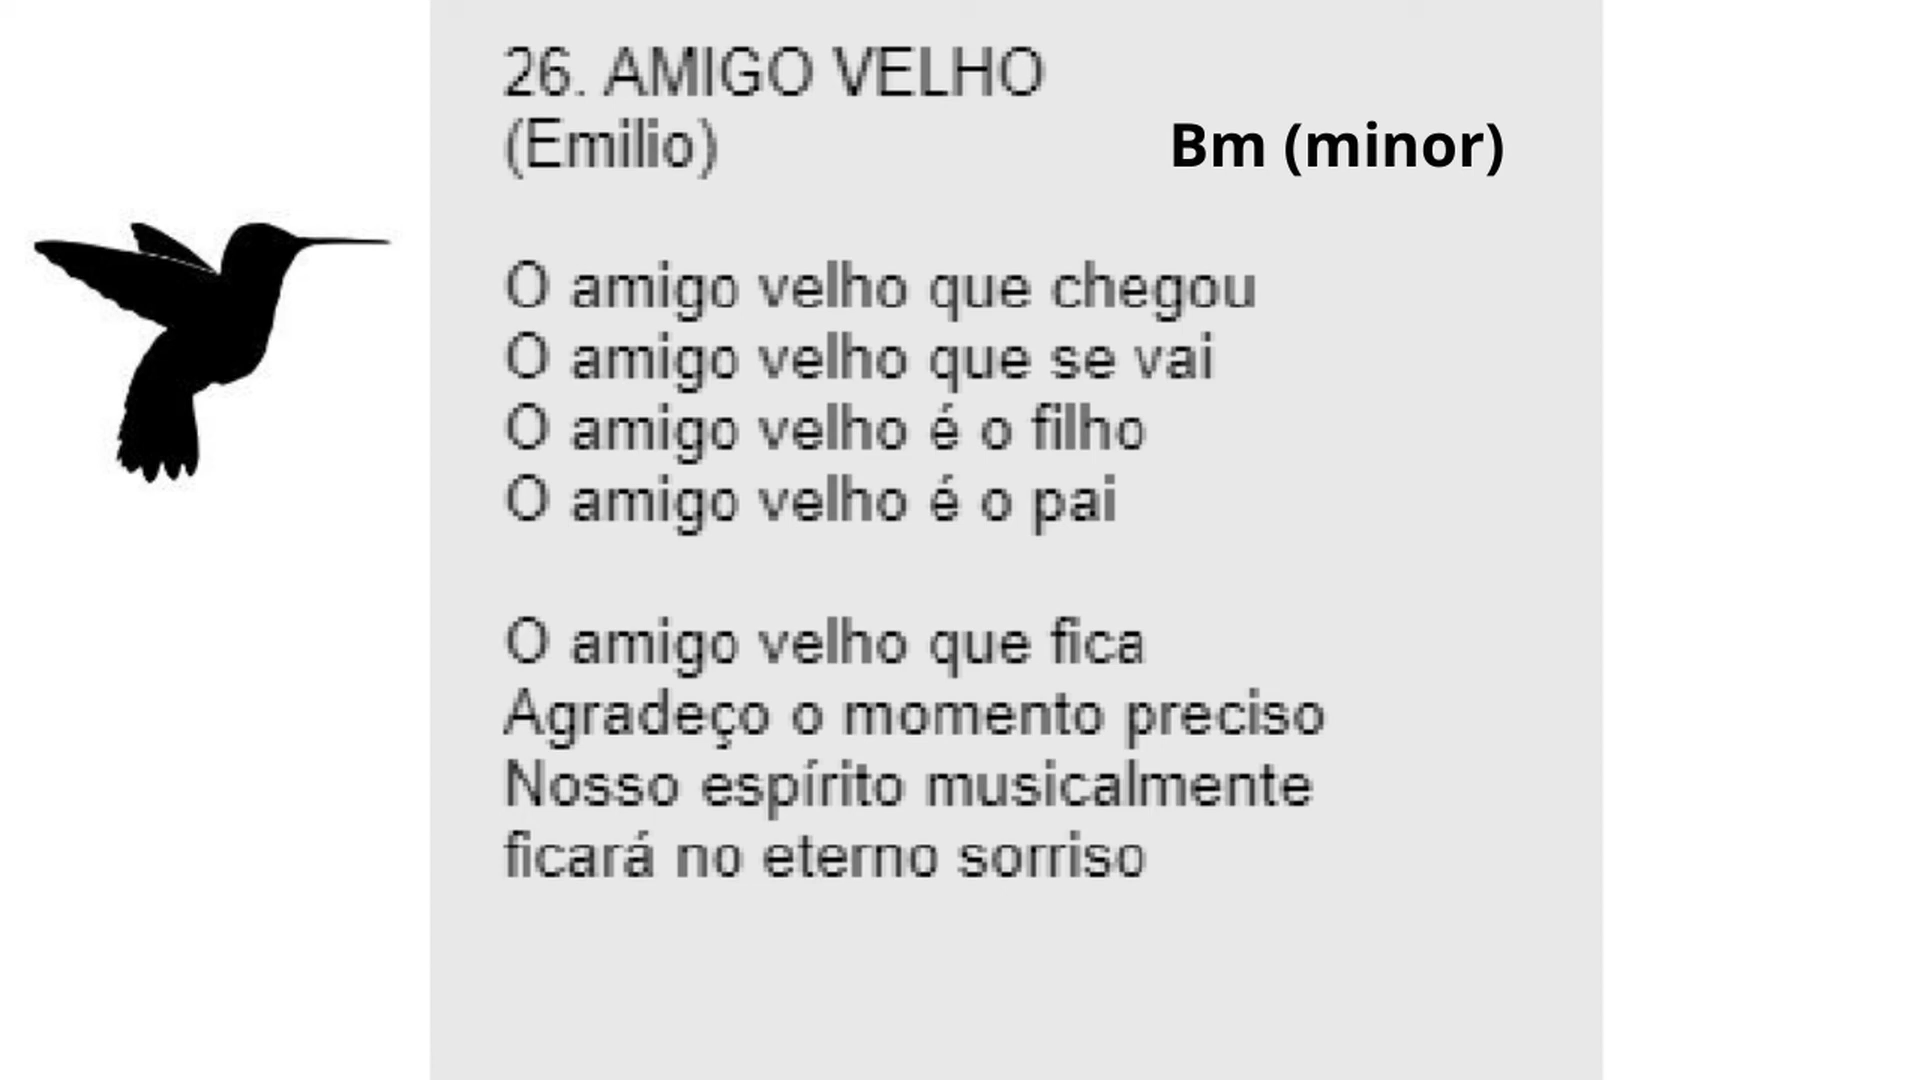 26. AMIGO VELHO
(Emilio)
Bm (minor)
O amigo velho que chegou
O amigo velho que se vai
O amigo velho é o filho
O amigo velho é o pai
O amigo velho que fica
Agradeço o momento preciso
Nosso espírito musicalmente
ficará no eterno sorriso